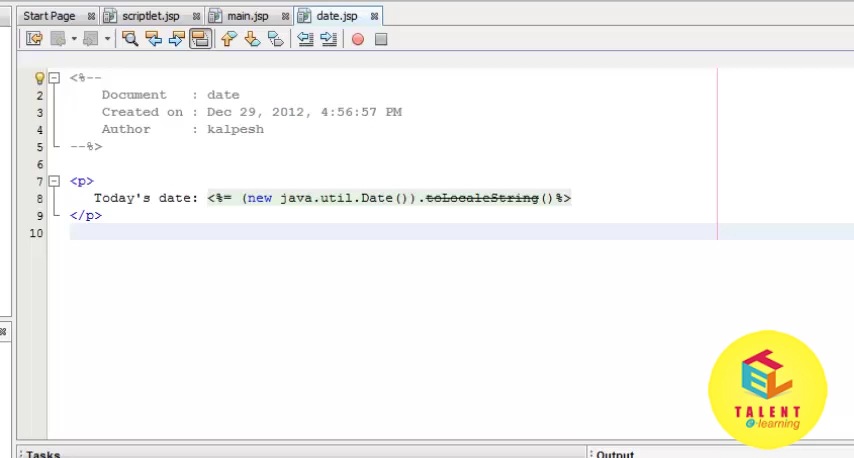 Start Page scriptlet.jsp main.jsp date.jsp
<%--
2 Document : date
3 Created on : Dec 29, 2012, 4:56:57 PM
4 Author : kalpesh
5 --%>
6
7 <p>
8 Today's date: <%= (new java.util.Date()).toLocaleString()%>
9 </p>
10
TEL
TALENT
e-learning
Tasks
Output